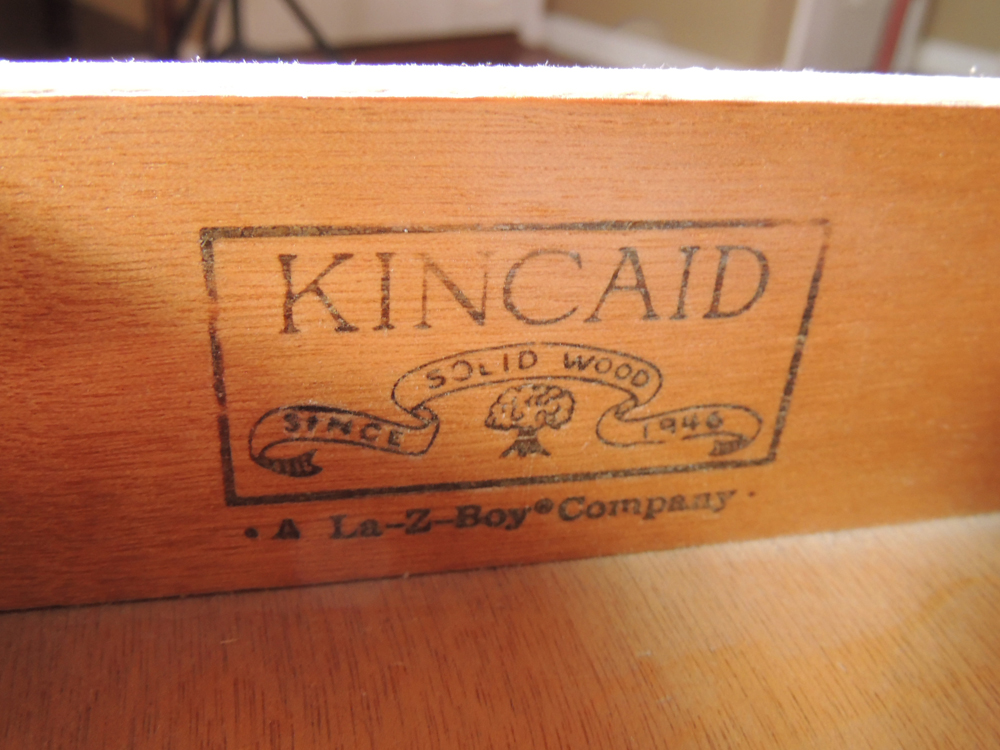 KINCAID
SOLID WOOD
SINCE 1946
• A La-Z-Boy® Company •